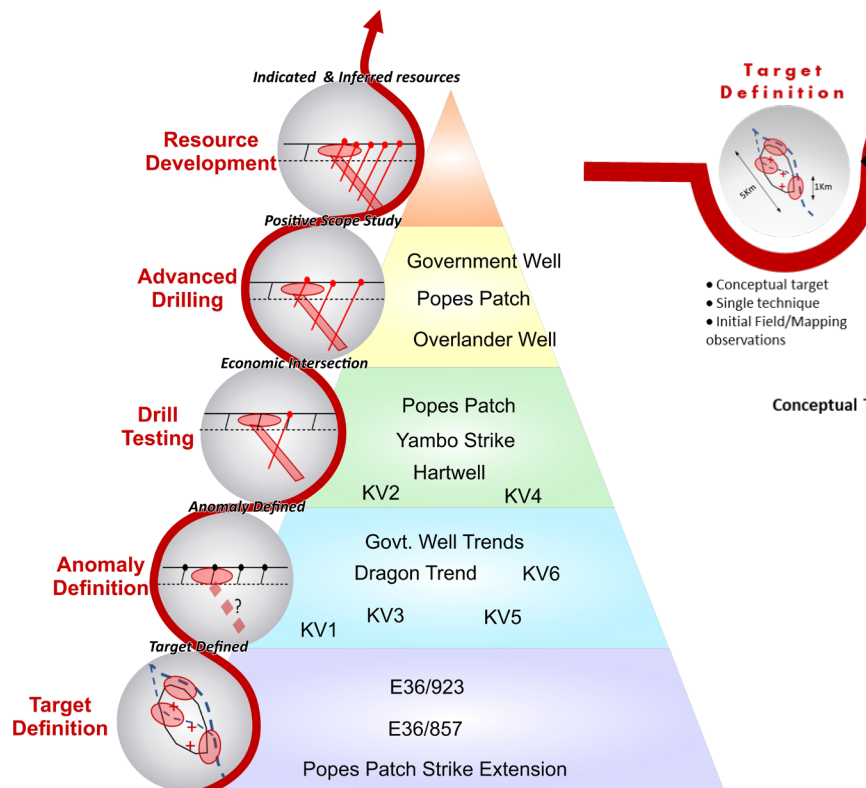 Indicated & Inferred resources
Resource
Development
Positive Scope Study
Advanced
Drilling
Government Well
Popes Patch
Overlander Well
Economic Intersection
Drill
Testing
Popes Patch
Yambo Strike
Hartwell
KV2
KV4
Anomaly Defined
Anomaly
Definition
?
Govt. Well Trends
Dragon Trend
KV6
KV3
KV5
KV1
Target Defined
Target
Definition
E36/923
E36/857
Popes Patch Strike Extension
Target
Definition
5Km
1Km
• Conceptual target
• Single technique
• Initial Field/Mapping
observations
Conceptual